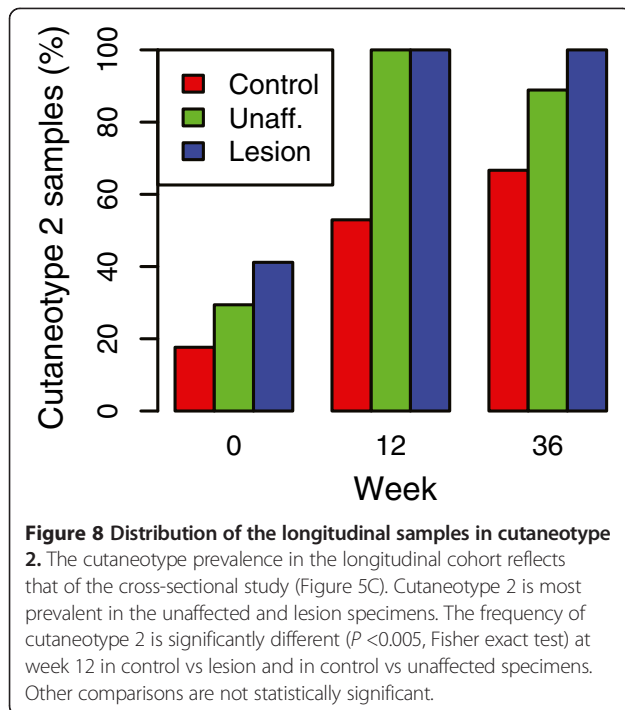 Cutaneotype 2 samples (%)
100
80
60
40
20
0
Control
Unaff.
Lesion
0 12 36
Week
Figure 8 Distribution of the longitudinal samples in cutaneotype
2. The cutaneotype prevalence in the longitudinal cohort reflects
that of the cross-sectional study (Figure 5C). Cutaneotype 2 is most
prevalent in the unaffected and lesion specimens. The frequency of
cutaneotype 2 is significantly different (P <0.005, Fisher exact test) at
week 12 in control vs lesion and in control vs unaffected specimens.
Other comparisons are not statistically significant.